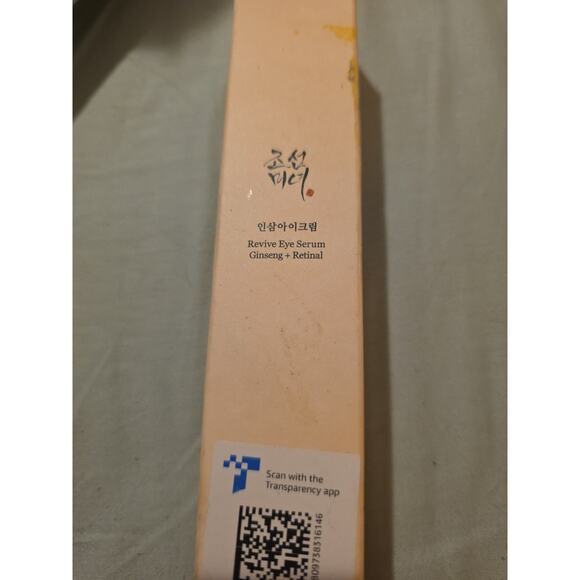 조선
미녀
인삼아이크림
Revive Eye Serum
Ginseng + Retinal
Scan with the
Transparency app